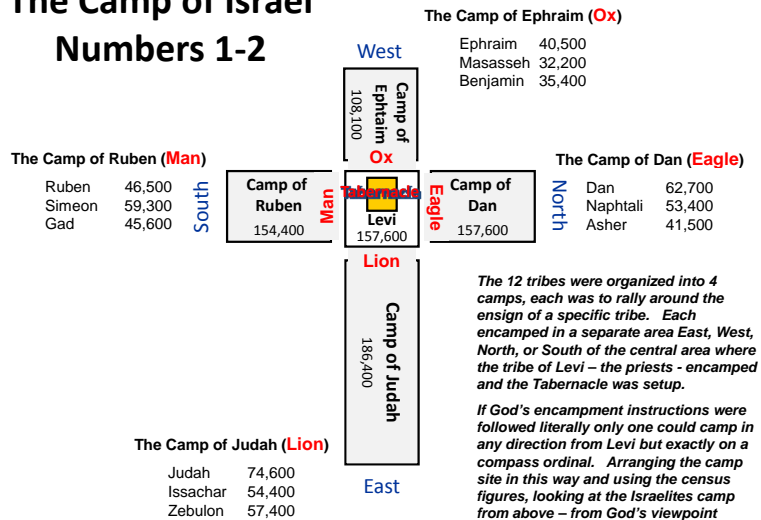 The Camp of Israel
Numbers 1-2
The Camp of Ephraim (Ox)
Ephraim 40,500
Masasseh 32,200
Benjamin 35,400
West
Camp of
Ephtaim
108,100
Ox
The Camp of Ruben (Man)
Ruben 46,500
Simeon 59,300
Gad 45,600
South
Camp of
Ruben
154,400
Man
Tabernacle
Levi
157,600
Eagle
Camp of
Dan
157,600
North
The Camp of Dan (Eagle)
Dan 62,700
Naphtali 53,400
Asher 41,500
Lion
Camp of Judah
186,400
East
The Camp of Judah (Lion)
Judah 74,600
Issachar 54,400
Zebulon 57,400
The 12 tribes were organized into 4
camps, each was to rally around the
ensign of a specific tribe. Each
encamped in a separate area East, West,
North, or South of the central area where
the tribe of Levi – the priests - encamped
and the Tabernacle was setup.
If God's encampment instructions were
followed literally only one could camp in
any direction from Levi but exactly on a
compass ordinal. Arranging the camp
site in this way and using the census
figures, looking at the Israelites camp
from above – from God's viewpoint